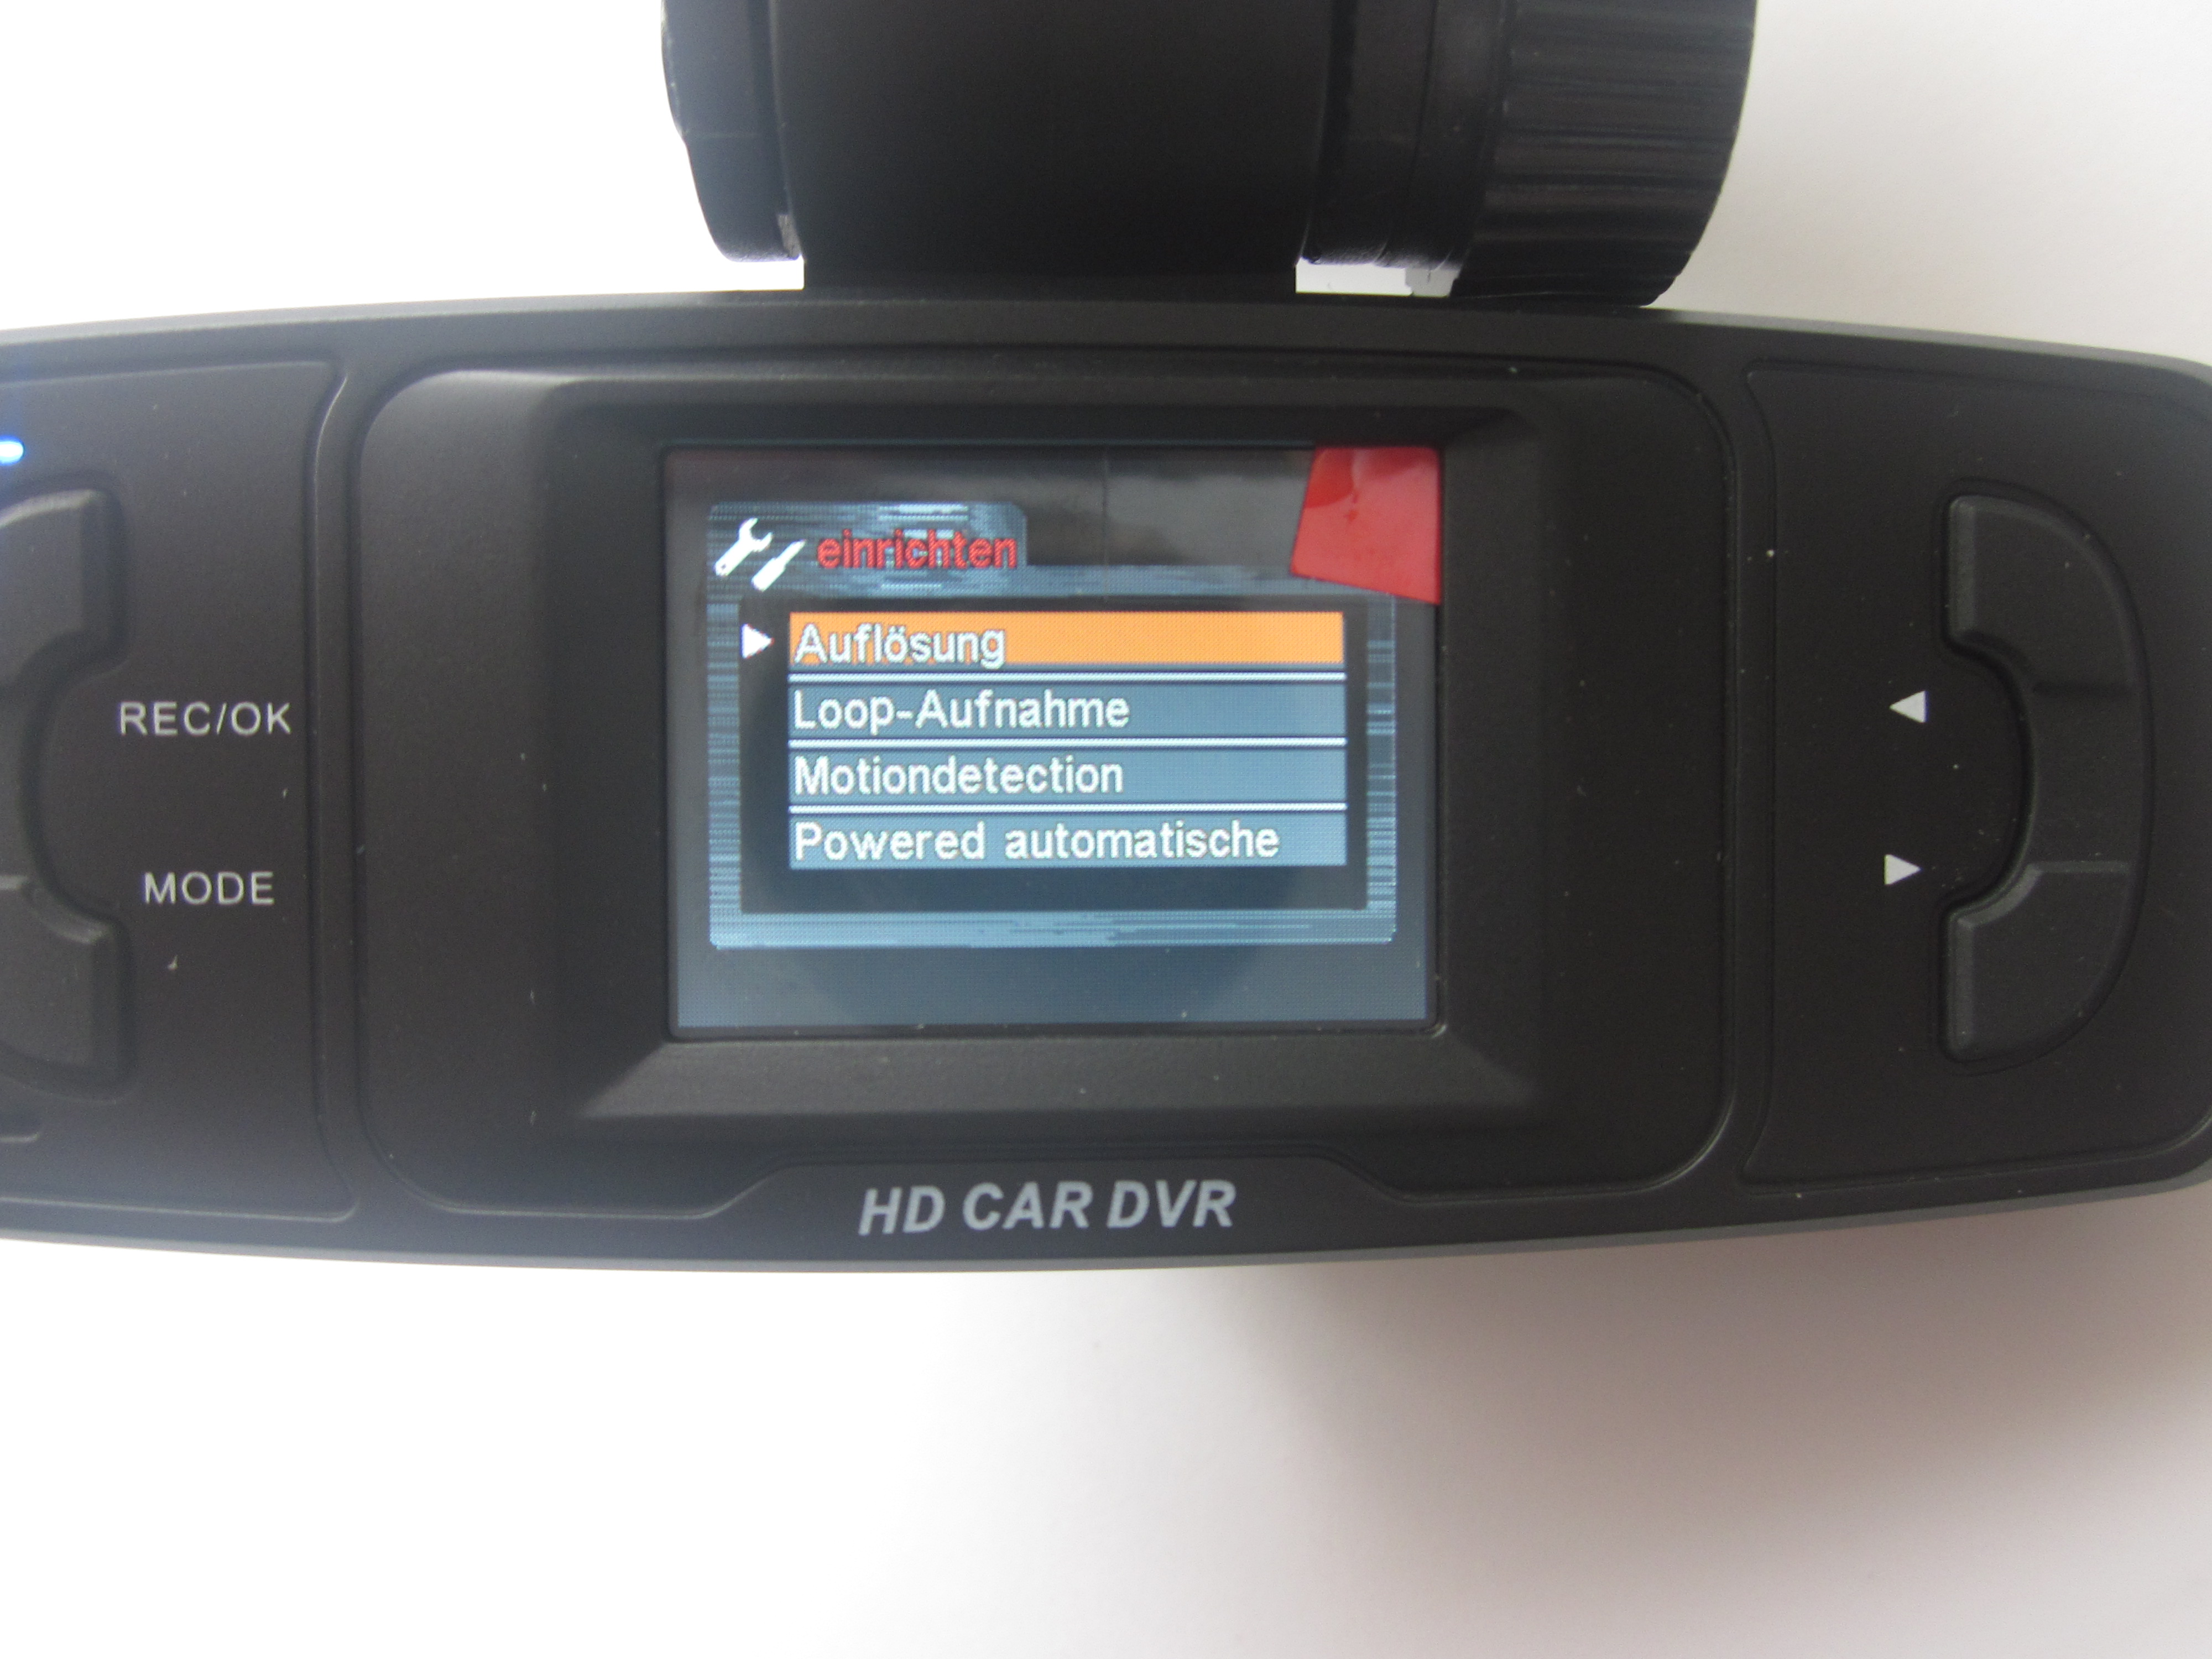 REC/OK
MODE
einrichten
Auflösung
Loop-Aufnahme
Motiondetection
Powered automatische
HD CAR DVR